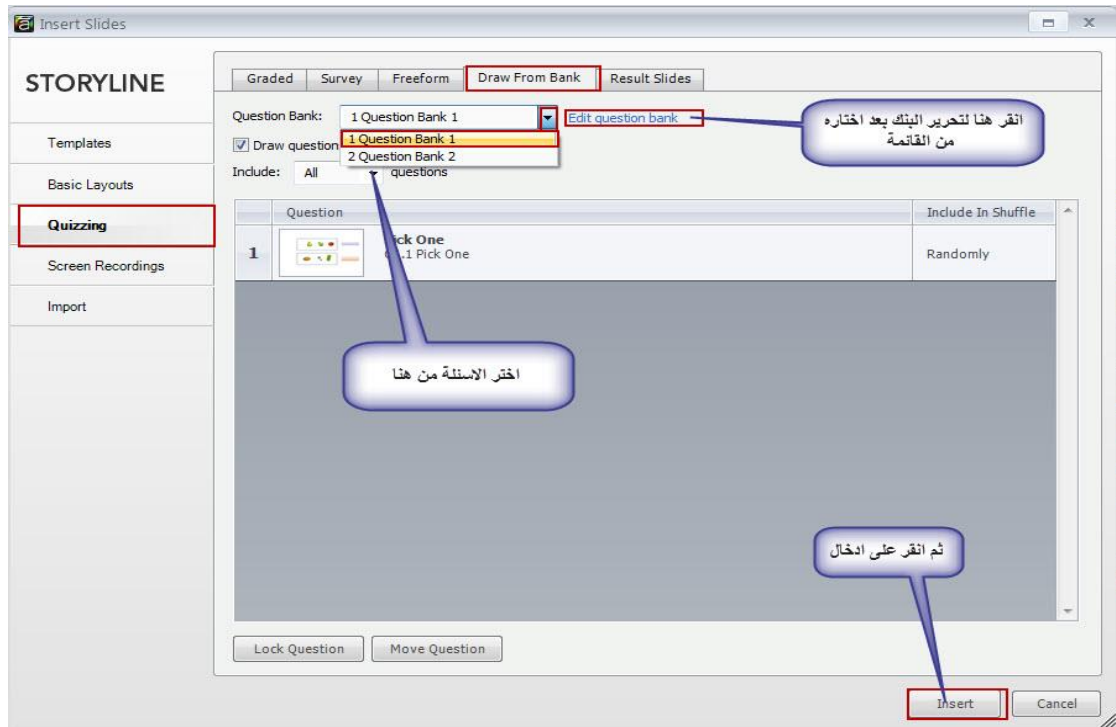 Insert Slides
STORYLINE
Templates
Basic Layouts
Quizzing
Screen Recordings
Import
Graded Survey Freeform Draw From Bank Result Slides
Question Bank: 1 Question Bank 1 Edit question bank
1 Question Bank 1
2 Question Bank 2
Draw question
Include: All questions
انقر هنا لتحرير البنك بعد اختاره
من القائمة
Question Include In Shuffle
1 Pick One
.1 Pick One
Randomly
اختر الاسئلة من هنا
ثم انقر على ادخال
Lock Question Move Question
Insert Cancel